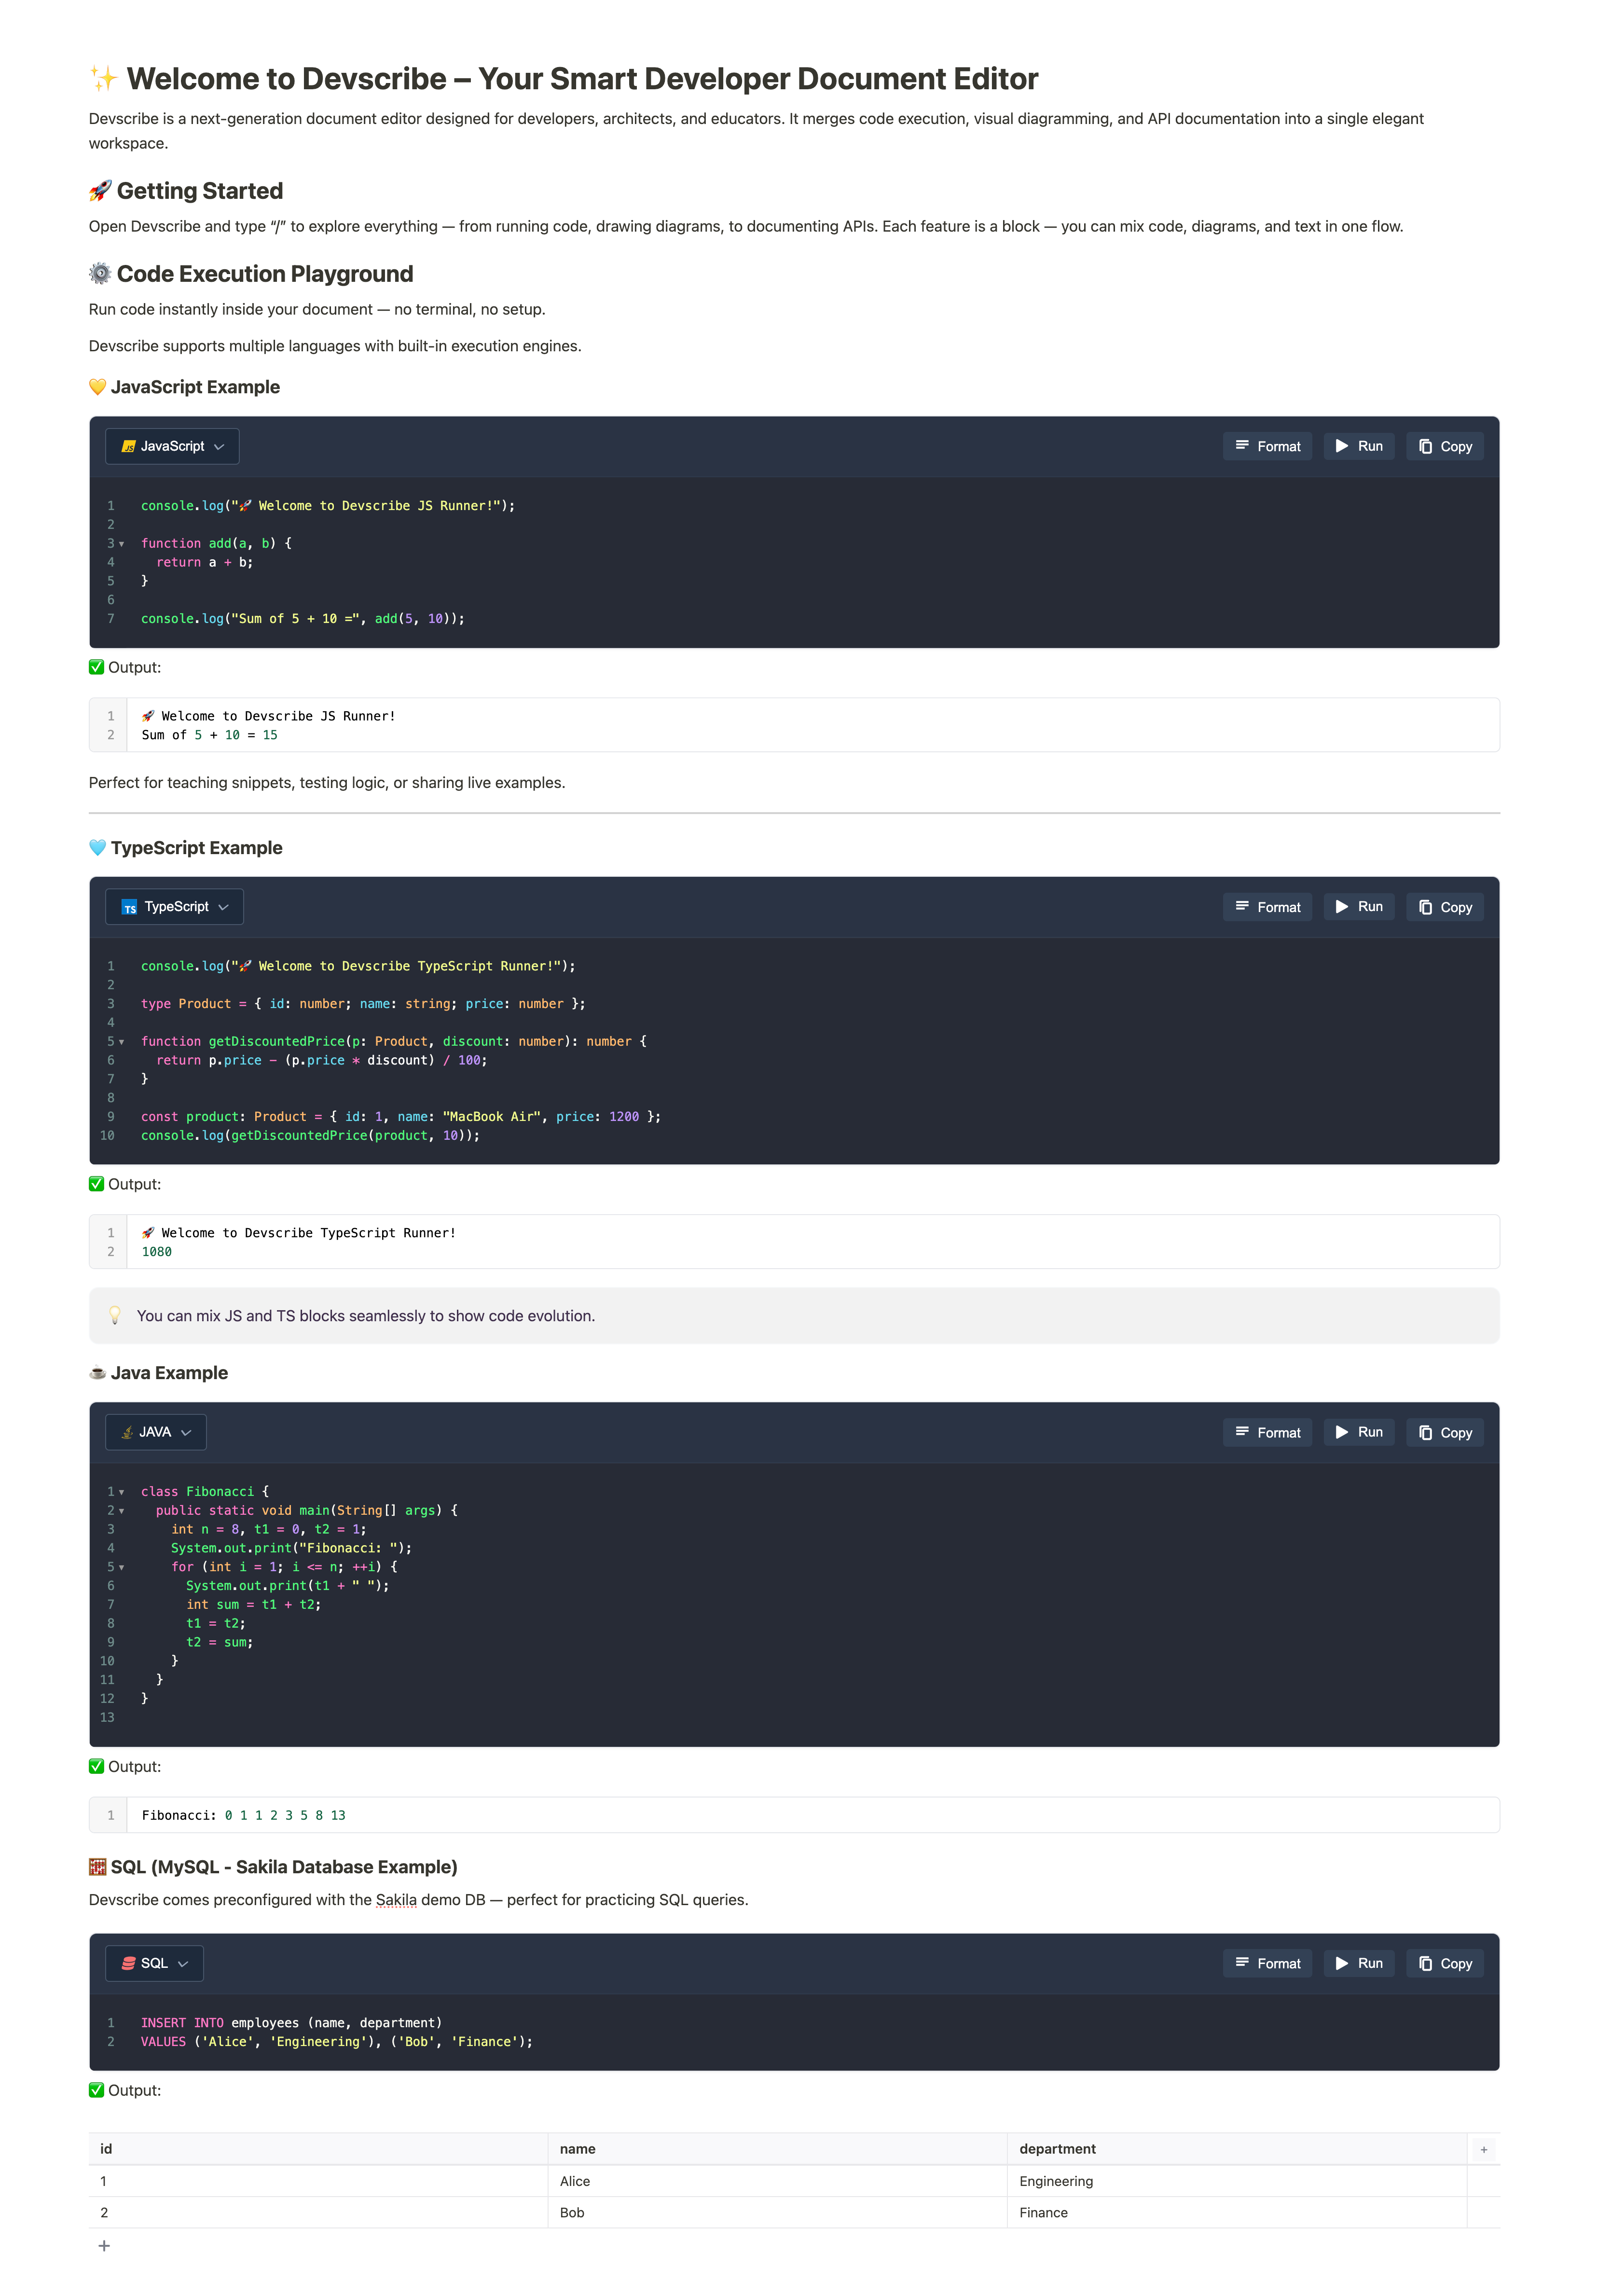 ✨ Welcome to Devscribe – Your Smart Developer Document Editor
Devscribe is a next-generation document editor designed for developers, architects, and educators. It merges code execution, visual diagramming, and API documentation into a single elegant
workspace.
🚀 Getting Started
Open Devscribe and type “/” to explore everything — from running code, drawing diagrams, to documenting APIs. Each feature is a block — you can mix code, diagrams, and text in one flow.
⚙️ Code Execution Playground
Run code instantly inside your document — no terminal, no setup.
Devscribe supports multiple languages with built-in execution engines.
💛 JavaScript Example
JS JavaScript Format Run Copy
1 console.log("🚀 Welcome to Devscribe JS Runner!");
2
3 function add(a, b) {
4   return a + b;
5 }
6
7 console.log("Sum of 5 + 10 =", add(5, 10));
✅ Output:
1 🚀 Welcome to Devscribe JS Runner!
2 Sum of 5 + 10 = 15
Perfect for teaching snippets, testing logic, or sharing live examples.
🩵 TypeScript Example
TS TypeScript Format Run Copy
1 console.log("🚀 Welcome to Devscribe TypeScript Runner!");
2
3 type Product = { id: number; name: string; price: number };
4
5 function getDiscountedPrice(p: Product, discount: number): number {
6   return p.price - (p.price * discount) / 100;
7 }
8
9 const product: Product = { id: 1, name: "MacBook Air", price: 1200 };
10 console.log(getDiscountedPrice(product, 10));
✅ Output:
1 🚀 Welcome to Devscribe TypeScript Runner!
2 1080
💡 You can mix JS and TS blocks seamlessly to show code evolution.
☕ Java Example
JAVA Format Run Copy
1 class Fibonacci {
2   public static void main(String[] args) {
3     int n = 8, t1 = 0, t2 = 1;
4     System.out.print("Fibonacci: ");
5     for (int i = 1; i <= n; ++i) {
6       System.out.print(t1 + " ");
7       int sum = t1 + t2;
8       t1 = t2;
9       t2 = sum;
10     }
11   }
12 }
13
✅ Output:
1 Fibonacci: 0 1 1 2 3 5 8 13
🧮 SQL (MySQL - Sakila Database Example)
Devscribe comes preconfigured with the Sakila demo DB — perfect for practicing SQL queries.
SQL Format Run Copy
1 INSERT INTO employees (name, department)
2 VALUES ('Alice', 'Engineering'), ('Bob', 'Finance');
✅ Output:
id name department +
1 Alice Engineering
2 Bob Finance
+